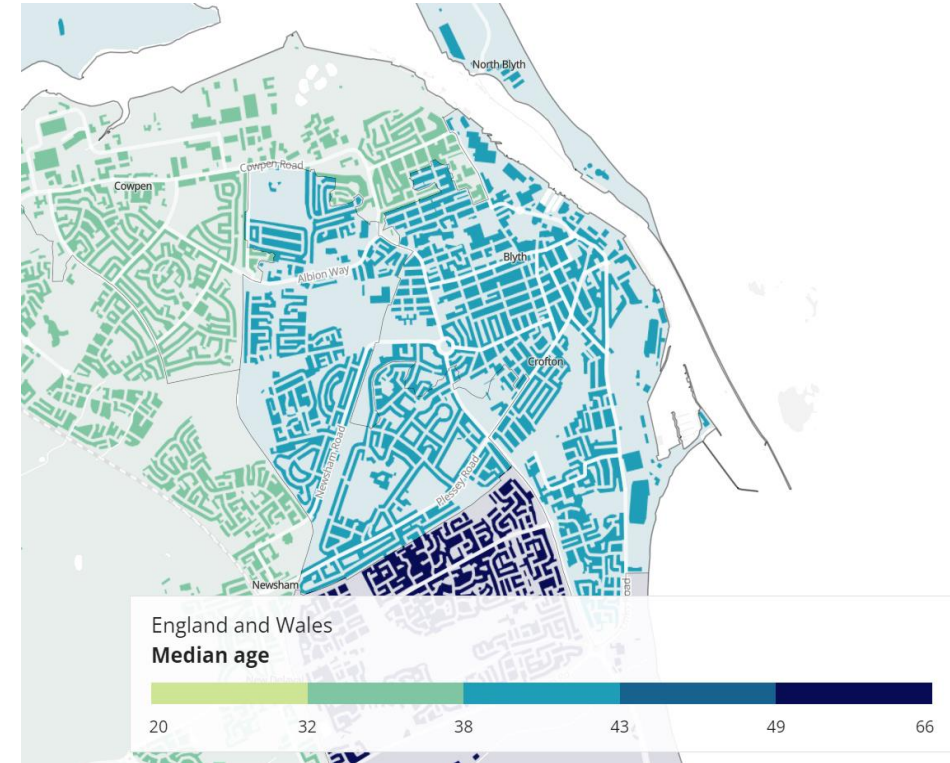 North Blyth
Cowpen Road
Cowpen
Blyth
Albion Way
Crofton
Newsham Road
Plessey Road
Newsham
oad
England and Wales
Median age
20 32 38 43 49 66